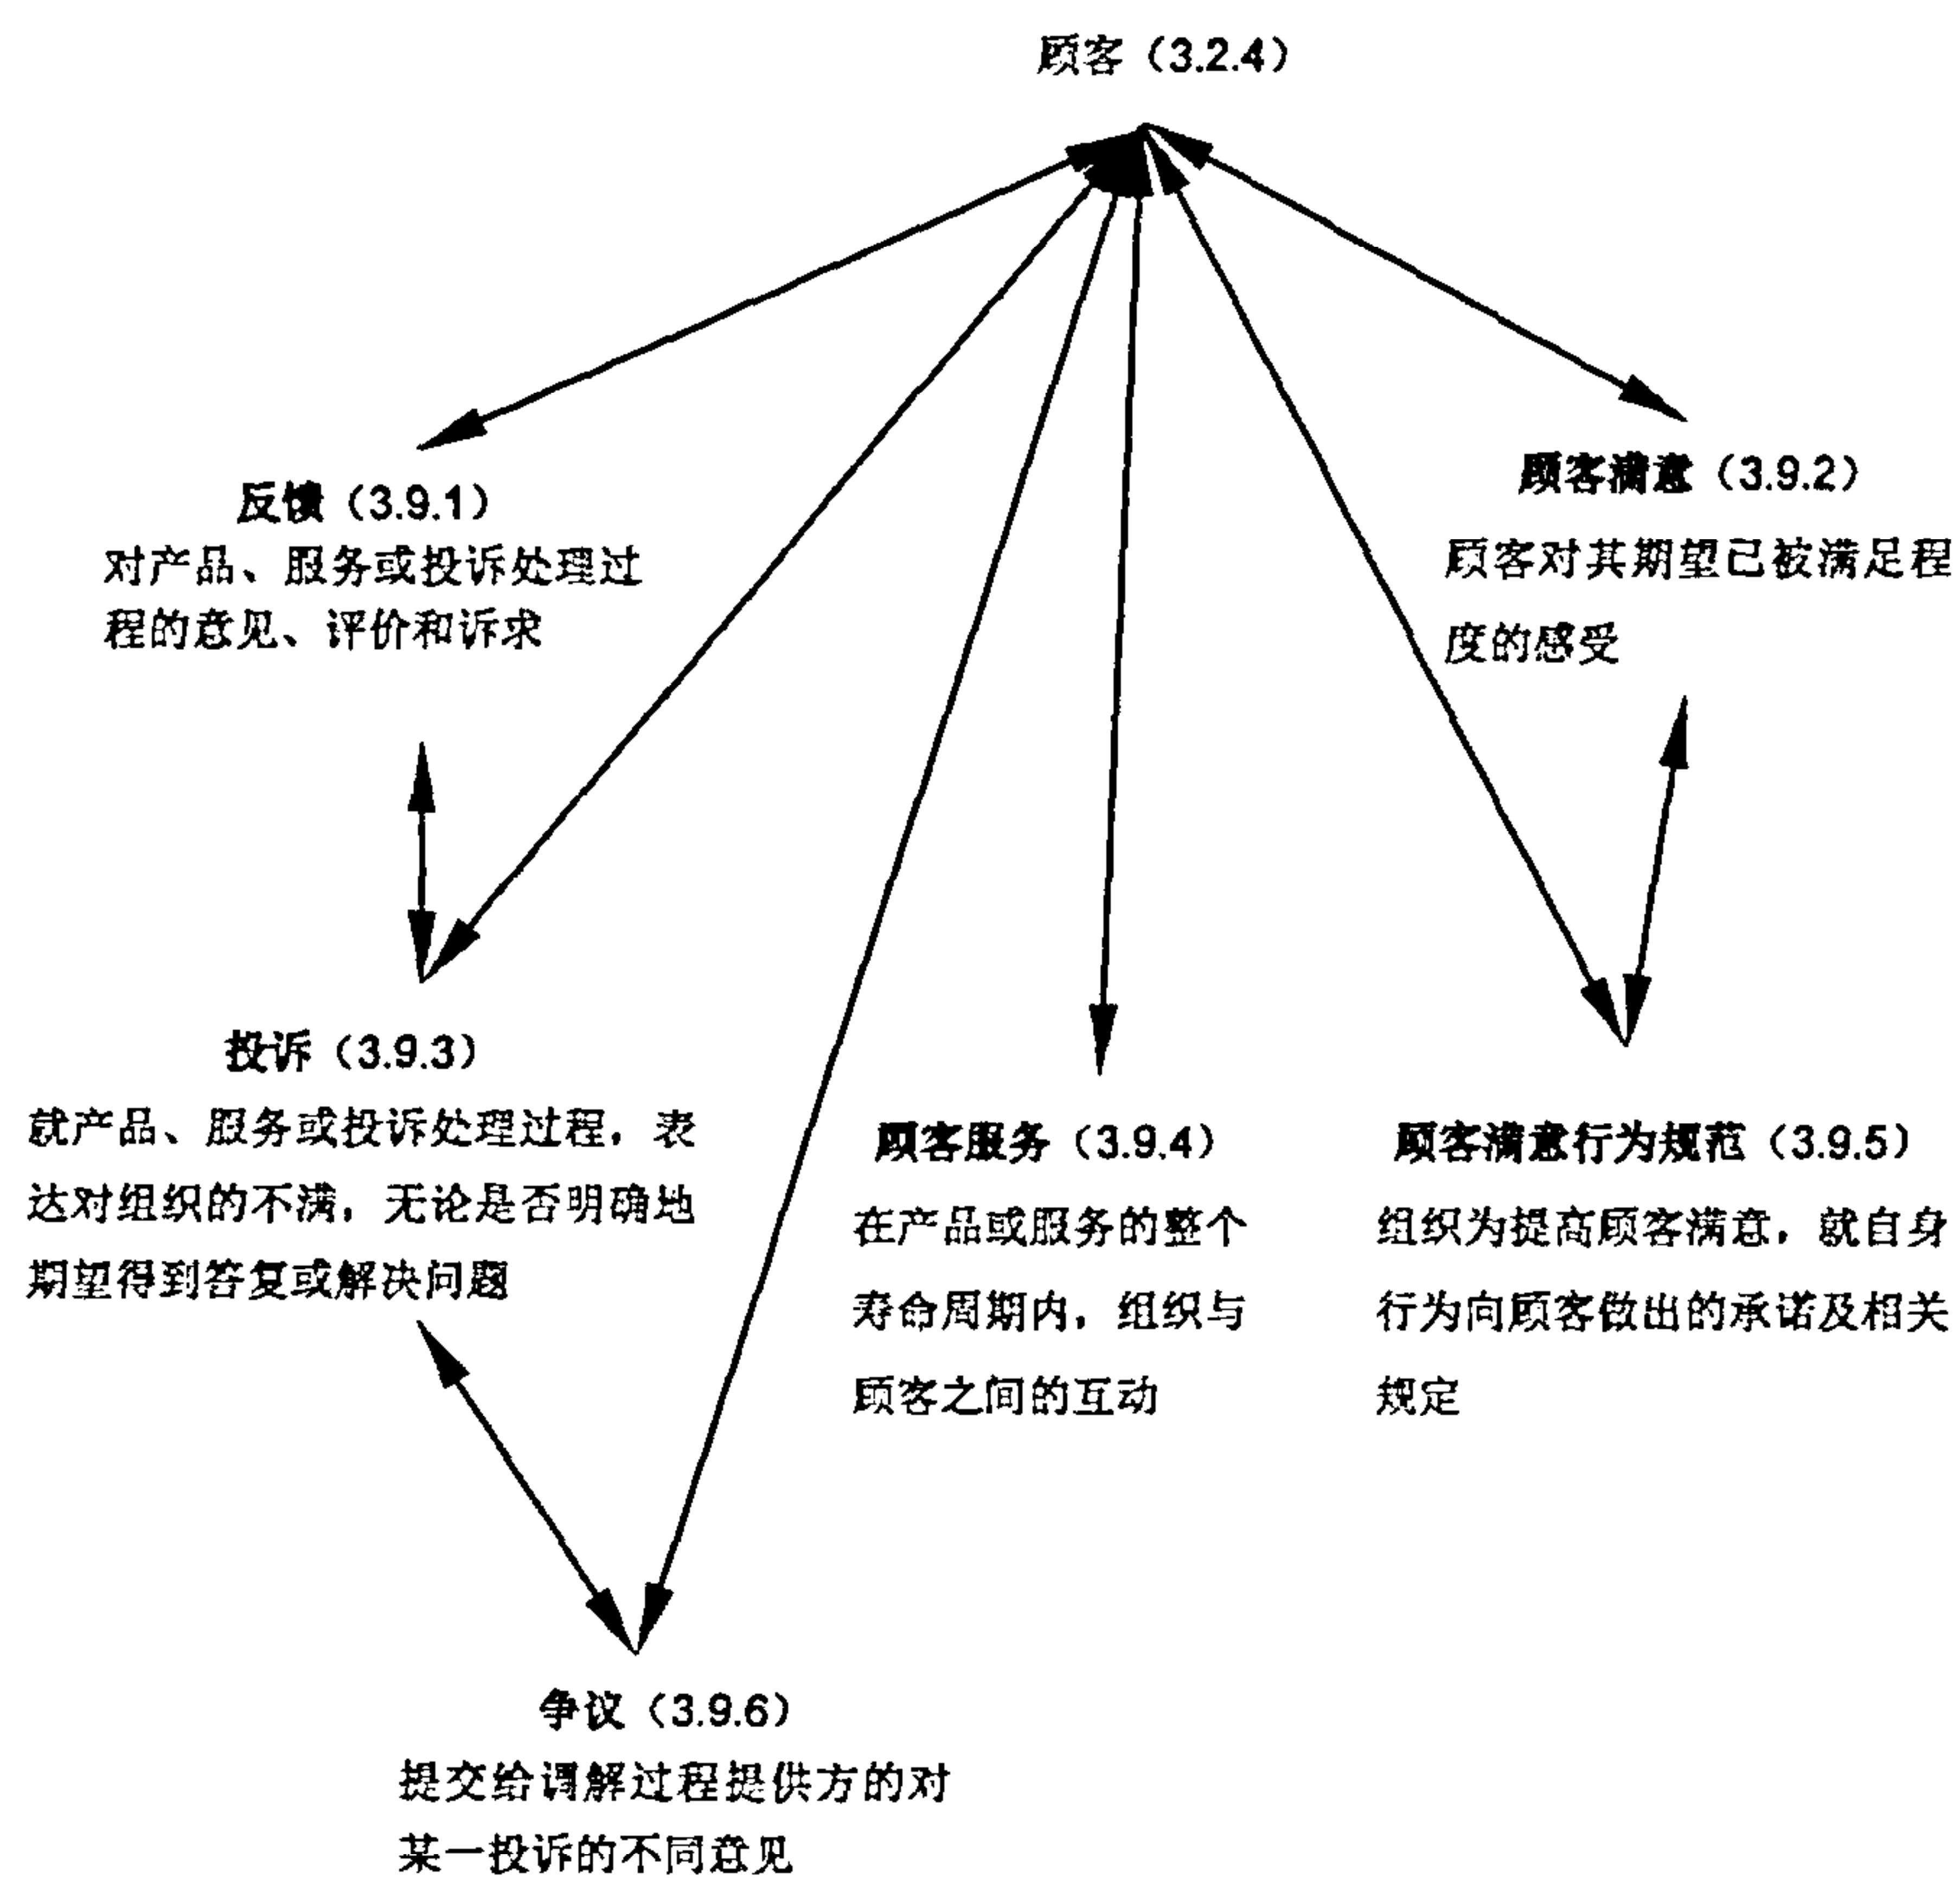 顾客（3.2.4）
反馈（3.9.1）
对产品、服务或投诉处理过
程的意见、评价和诉求
顾客满意（3.9.2）
顾客对其期望已被满足程
度的感受
投诉（3.9.3）
就产品、服务或投诉处理过程，表
达对组织的不满，无论是否明确地
期望得到答复或解决问题
顾客服务（3.9.4）
在产品或服务的整个
寿命周期内，组织与
顾客之间的互动
顾客满意行为规范（3.9.5）
组织为提高顾客满意，就自身
行为向顾客做出的承诺及相关
规定
争议（3.9.6）
提交给调解过程提供方的对
某一投诉的不同意见